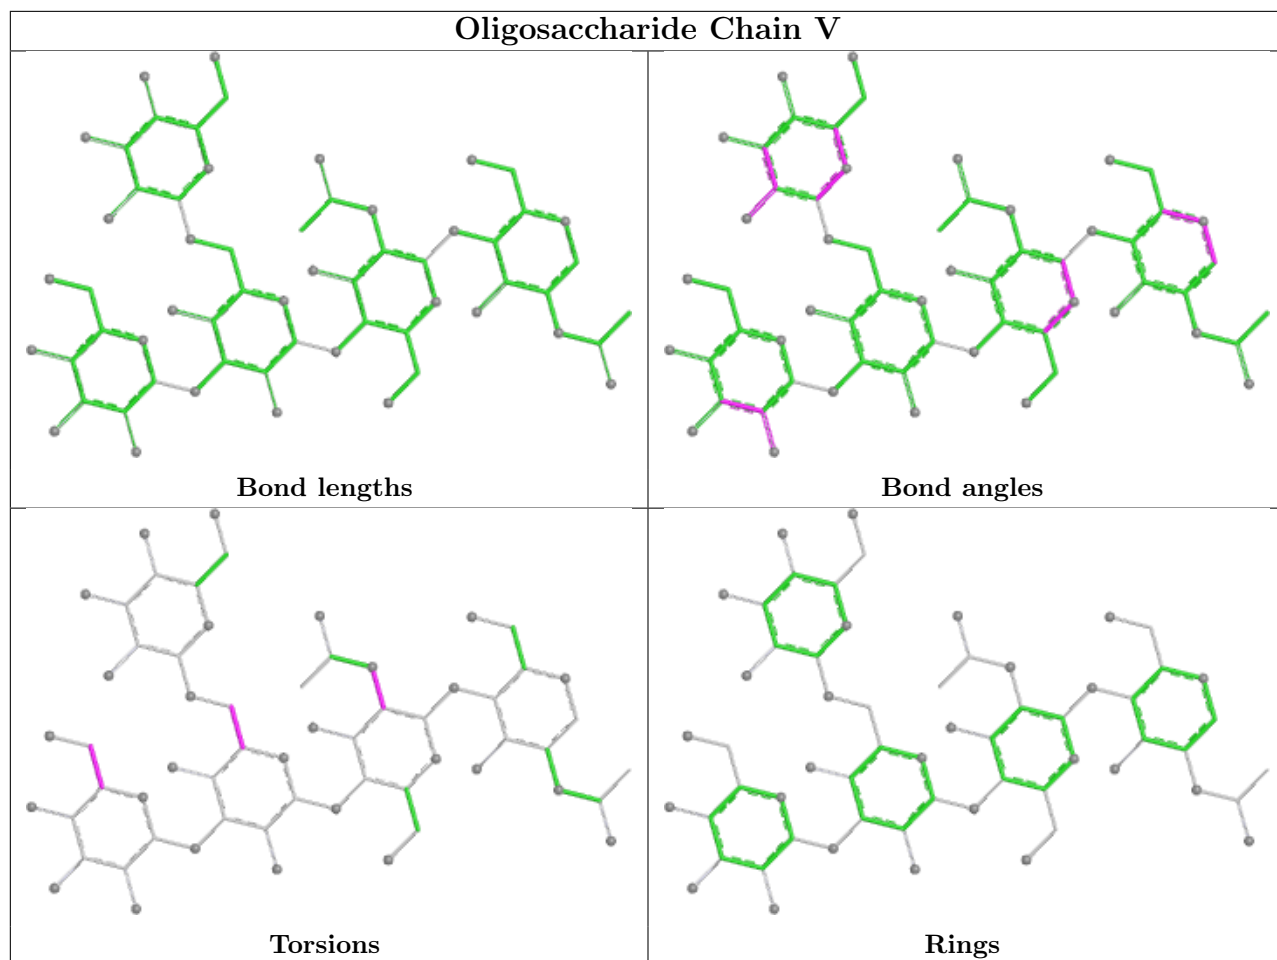 Oligosaccharide Chain V
Bond lengths
Bond angles
Torsions
Rings